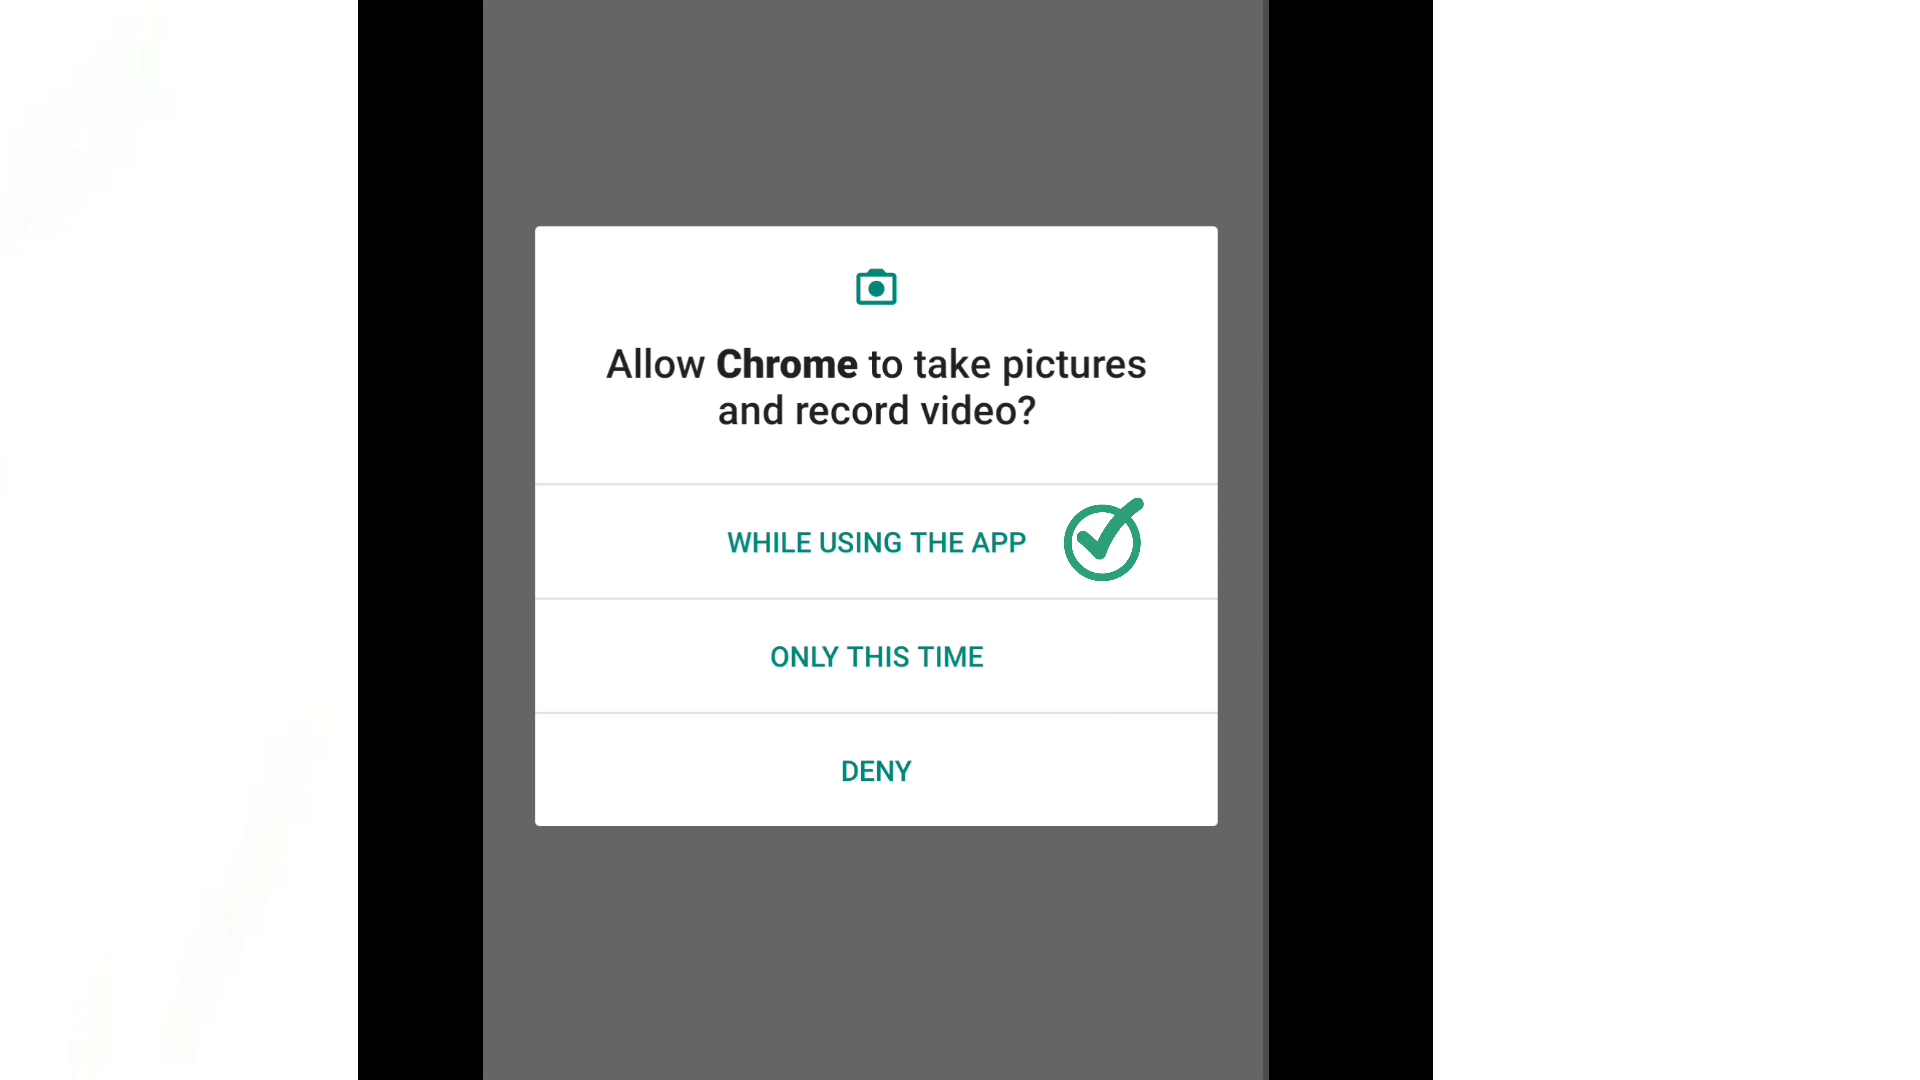 Allow Chrome to take pictures
and record video?
WHILE USING THE APP
ONLY THIS TIME
DENY